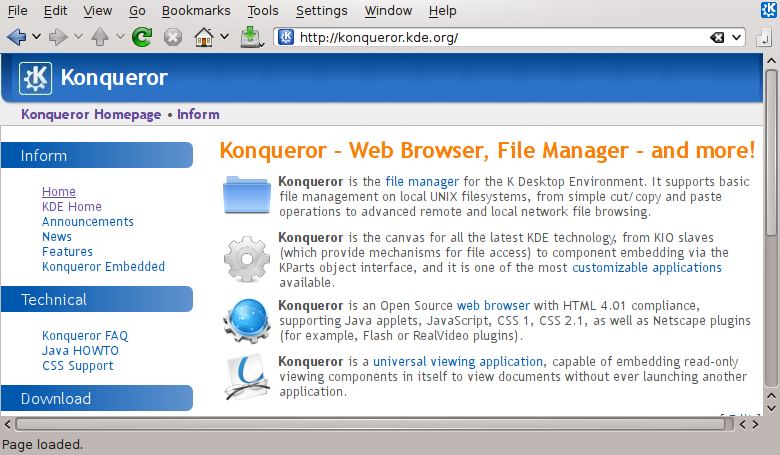 File Edit View Go Bookmarks Tools Settings Window Help
http://konqueror.kde.org/
Konqueror
Konqueror Homepage • Inform
Inform
Home
KDE Home
Announcements
News
Features
Konqueror Embedded
Technical
Konqueror FAQ
Java HOWTO
CSS Support
Download
Konqueror – Web Browser, File Manager – and more!
Konqueror is the file manager for the K Desktop Environment. It supports basic
file management on local UNIX filesystems, from simple cut/copy and paste
operations to advanced remote and local network file browsing.
Konqueror is the canvas for all the latest KDE technology, from KIO slaves
(which provide mechanisms for file access) to component embedding via the
KParts object interface, and it is one of the most customizable applications
available.
Konqueror is an Open Source web browser with HTML 4.01 compliance,
supporting Java applets, JavaScript, CSS 1, CSS 2.1, as well as Netscape plugins
(for example, Flash or RealVideo plugins).
Konqueror is a universal viewing application, capable of embedding read-only
viewing components in itself to view documents without ever launching another
application.
Page loaded.